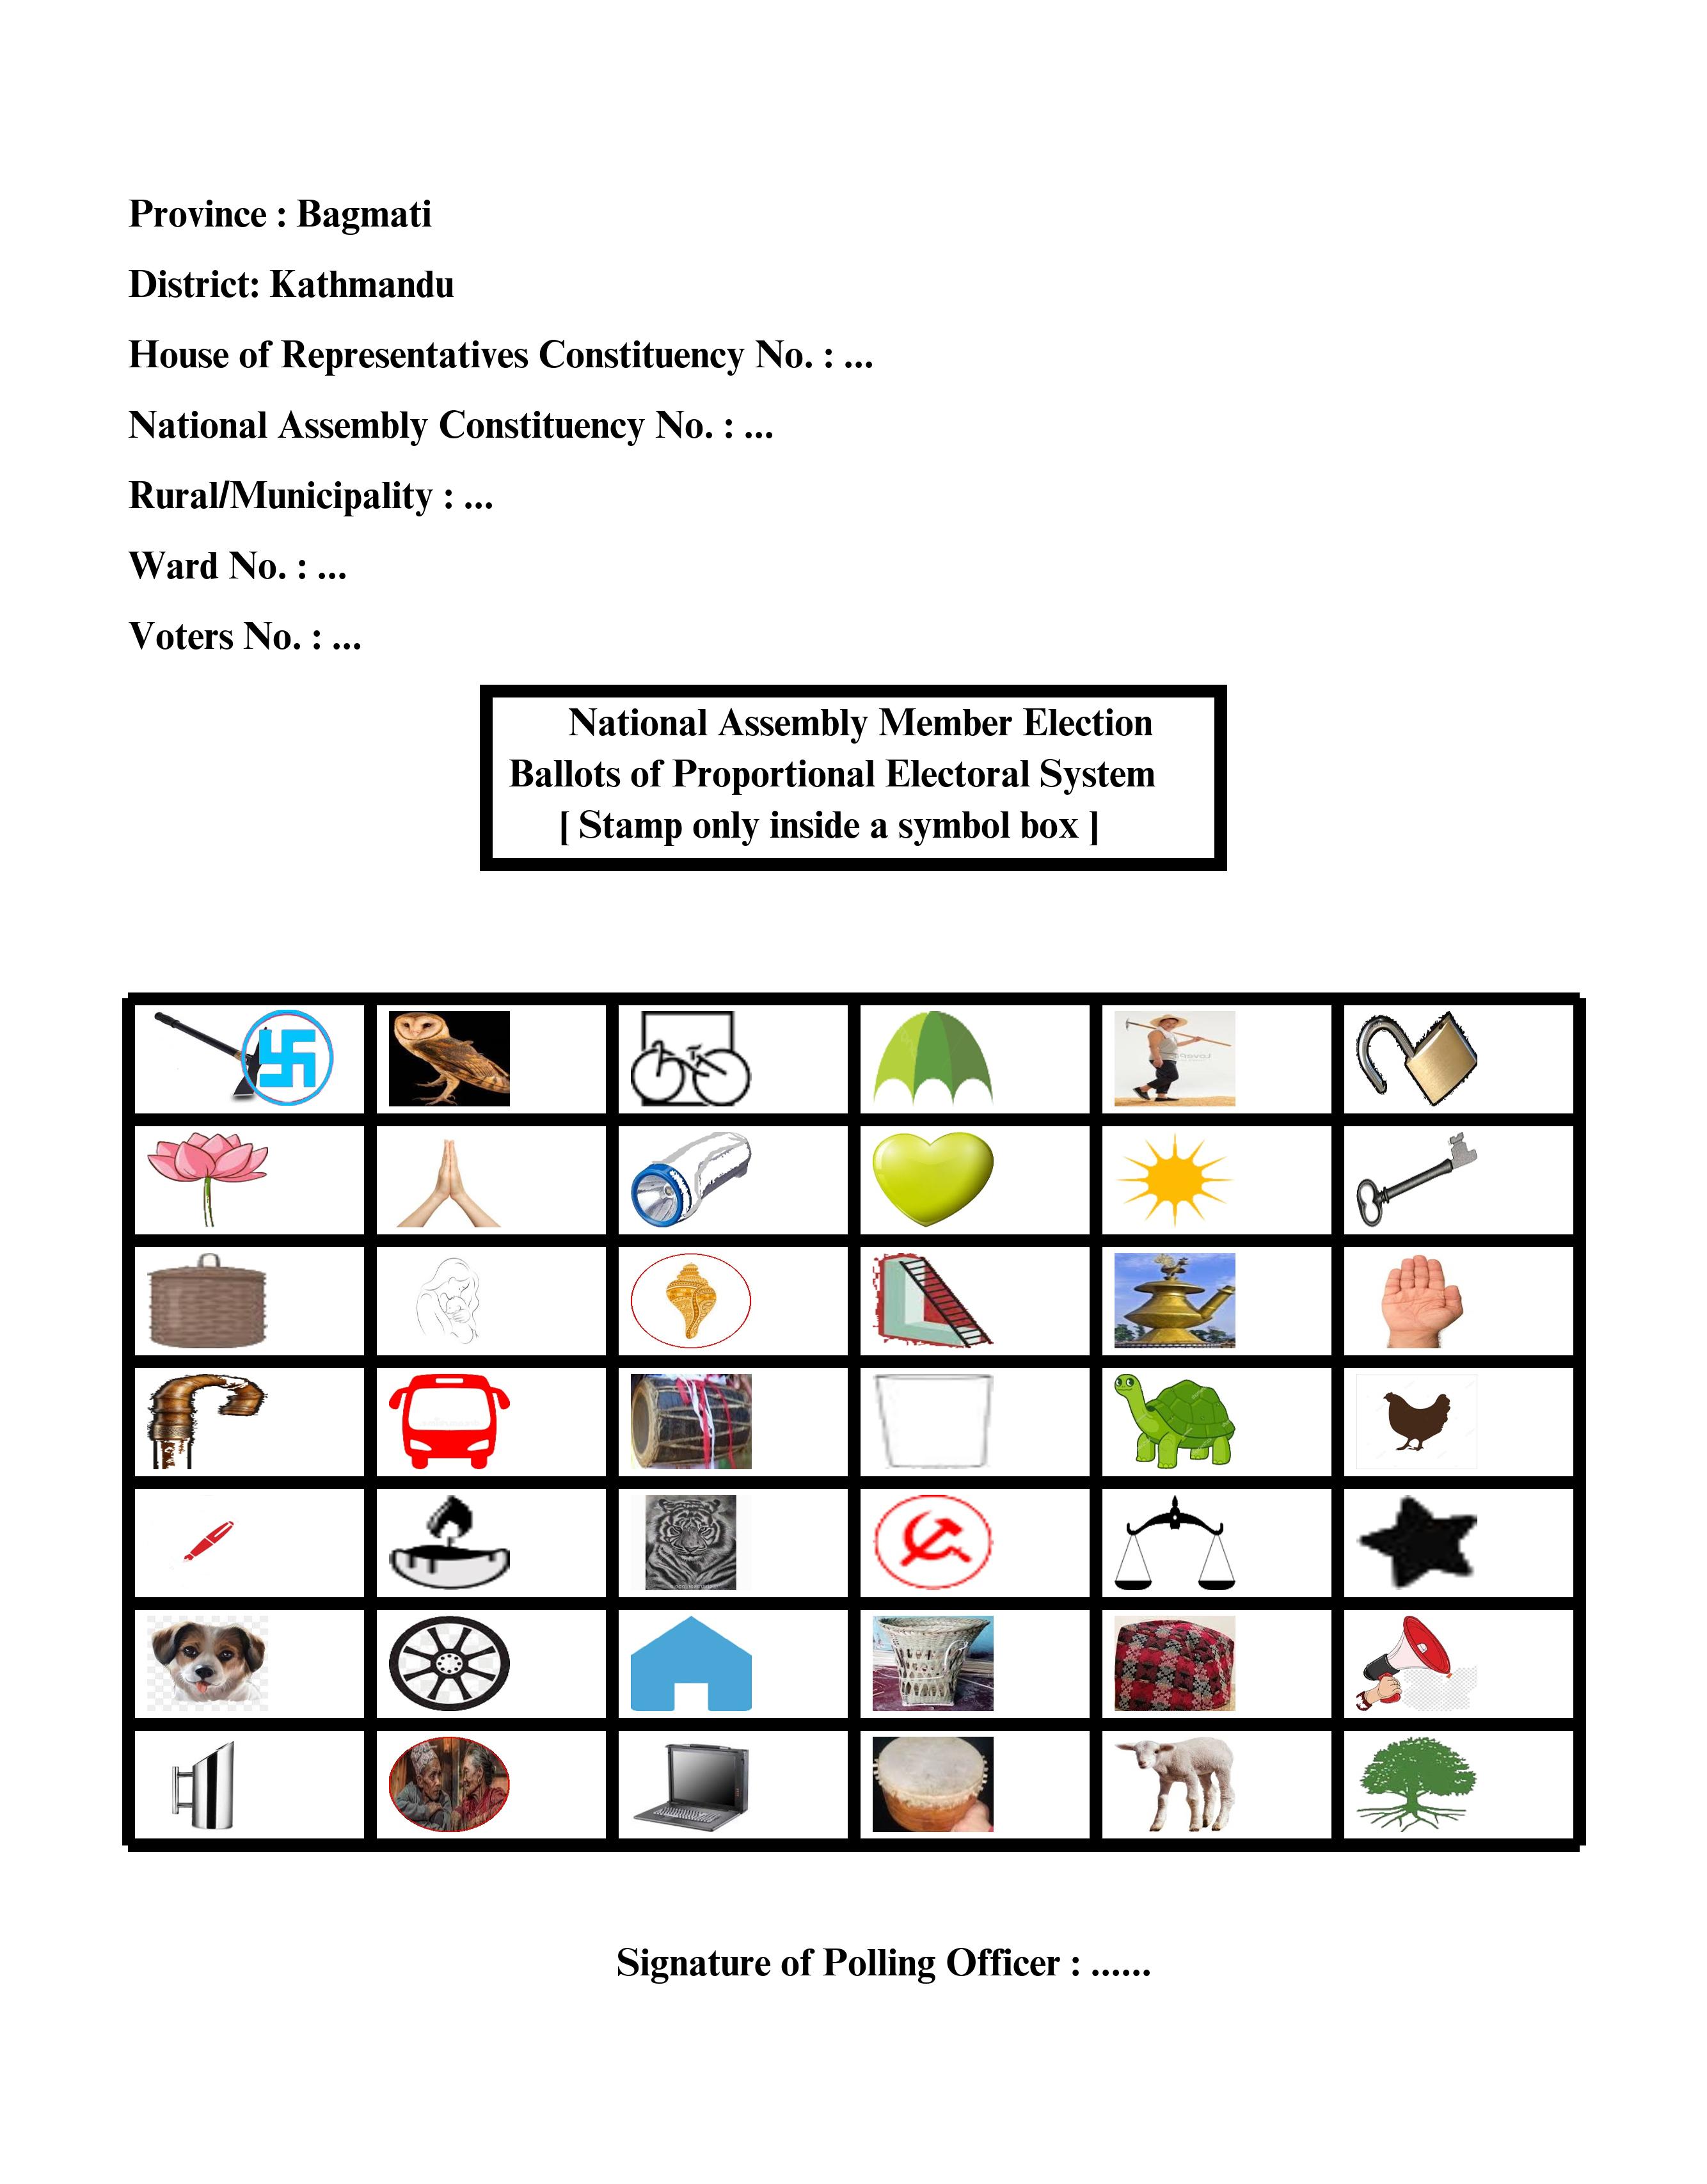 Province : Bagmati
District: Kathmandu
House of Representatives Constituency No. : ...
National Assembly Constituency No. : ...
Rural/Municipality : ...
Ward No. : ...
Voters No. : ...
National Assembly Member Election
Ballots of Proportional Electoral System
[ Stamp only inside a symbol box ]
Signature of Polling Officer : ......